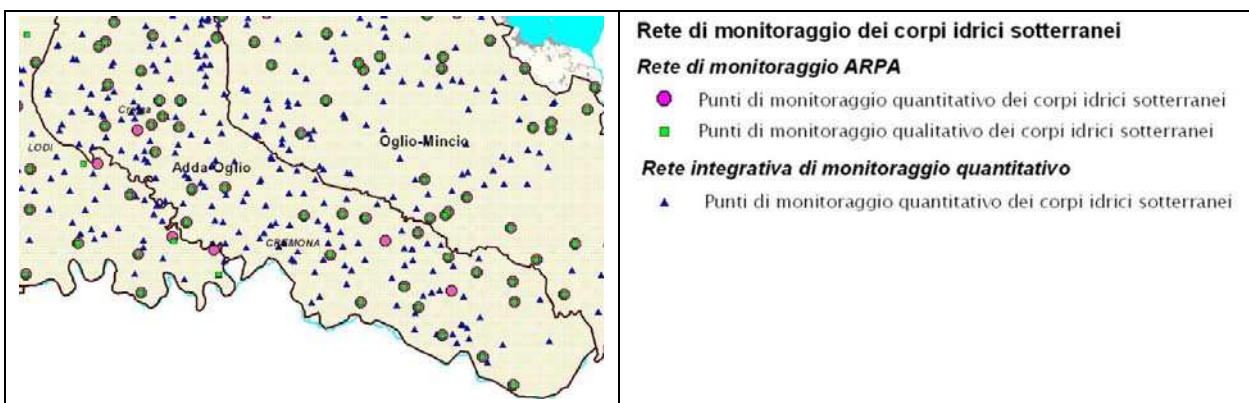 Crema
LODI
Oglio-Mincio
Adda-Oglio
CREMONA
Rete di monitoraggio dei corpi idrici sotterranei
Rete di monitoraggio ARPA
Punti di monitoraggio quantitativo dei corpi idrici sotterranei
Punti di monitoraggio qualitativo dei corpi idrici sotterranei
Rete integrativa di monitoraggio quantitativo
Punti di monitoraggio quantitativo dei corpi idrici sotterranei